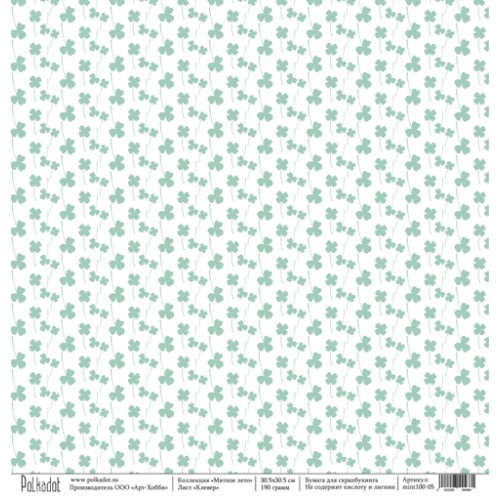 Polkadot
www.polkadot.su
Производитель ООО «Арт-Хобби»
Коллекция «Мятное лето»
Лист «Клевер»
30.5x30.5 см
190 грамм
Бумага для скрапбукинга
Не содержит кислоту и лигнин
Артикул:
mint100-05